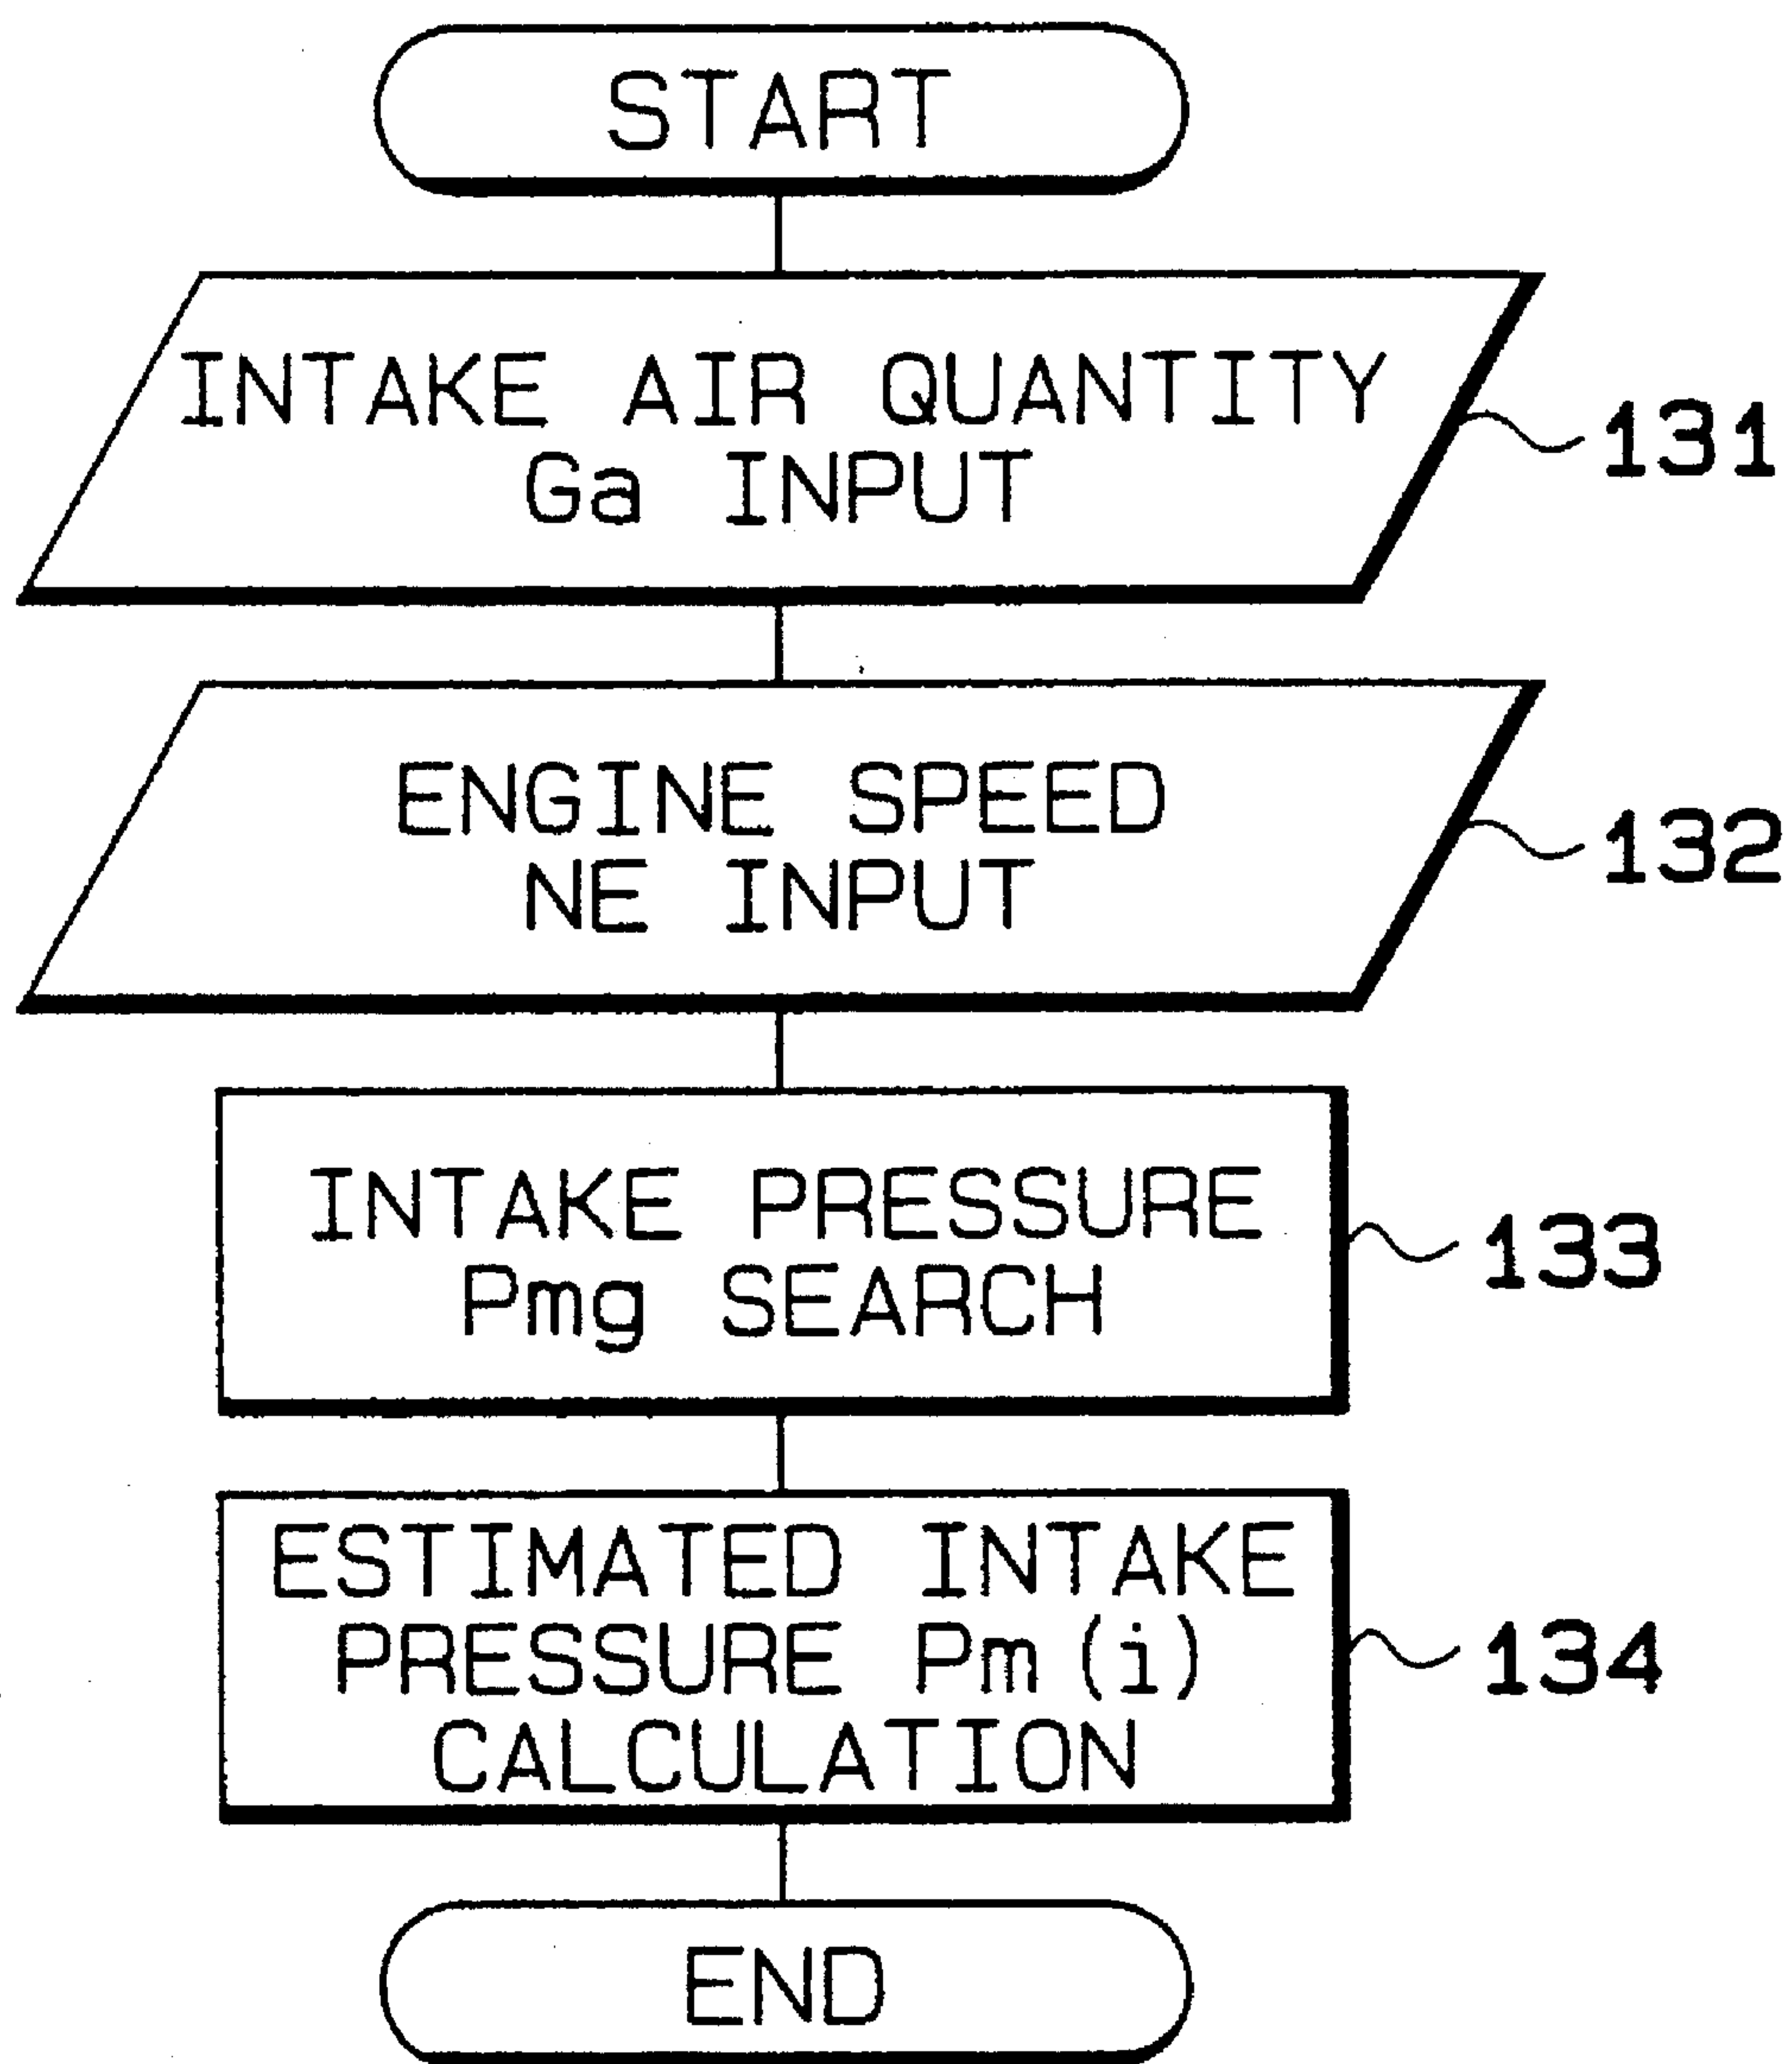 START
INTAKE AIR QUANTITY
Ga INPUT
131
ENGINE SPEED
NE INPUT
132
INTAKE PRESSURE
Pmg SEARCH
133
ESTIMATED INTAKE
PRESSURE Pm (i)
CALCULATION
134
END